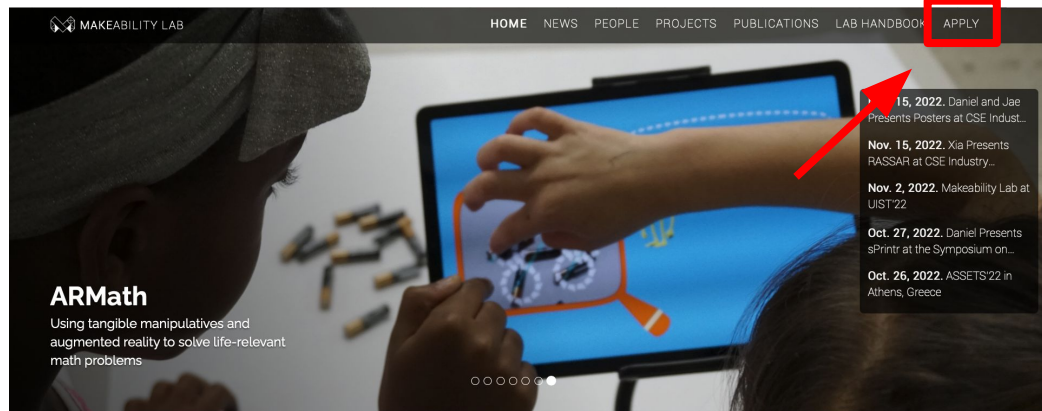 MAKEABILITY LAB
HOME NEWS PEOPLE PROJECTS PUBLICATIONS LAB HANDBOOK APPLY
15, 2022. Daniel and Jae
Presents Posters at CSE Indust...
Nov. 15, 2022. Xia Presents
RASSAR at CSE Industry...
Nov. 2, 2022. Makeability Lab at
UIST'22
Oct. 27, 2022. Daniel Presents
sPrintr at the Symposium on...
Oct. 26, 2022. ASSETS'22 in
Athens, Greece
ARMath
Using tangible manipulatives and
augmented reality to solve life-relevant
math problems